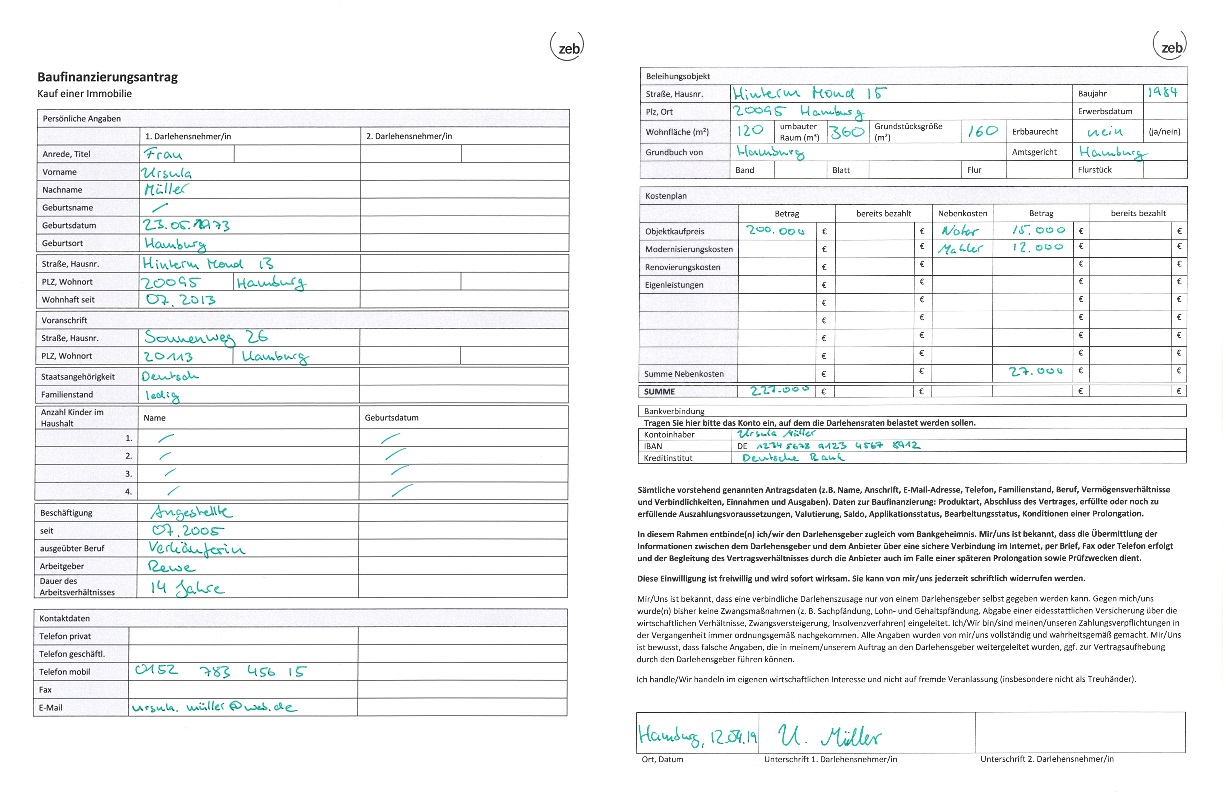 zeb
Baufinanzierungsantrag
Kauf einer Immobilie
Persönliche Angaben
1. Darlehensnehmer/in 2. Darlehensnehmer/in
Anrede, Titel Frau
Vorname Ursula
Nachname Müller
Geburtsname /
Geburtsdatum 23.05.1973
Geburtsort Hamburg
Straße, Hausnr. Hinterm Mond 13
PLZ, Wohnort 20095 Hamburg
Wohnhaft seit 07.2013
Voranschrift
Straße, Hausnr. Sonnenweg 26
PLZ, Wohnort 20113 Hamburg
Staatsangehörigkeit Deutsch
Familienstand ledig
Anzahl Kinder im Haushalt Name Geburtsdatum
1. / /
2. / /
3. / /
4. / /
Beschäftigung Angestellte
seit 07.2005
ausgeübter Beruf Verkäuferin
Arbeitgeber Rewe
Dauer des Arbeitsverhältnisses 14 Jahre
Kontaktdaten
Telefon privat
Telefon geschäftl.
Telefon mobil 0152 783 456 15
Fax
E-Mail ursula.müller@web.de
zeb
Beleihungsobjekt
Straße, Hausnr. Hinterm Mond 15 Baujahr 1984
Plz, Ort 20095 Hamburg Erwerbsdatum
Wohnfläche (m²) 120 umbauter Raum (m³) 360 Grundstücksgröße (m²) 160 Erbbaurecht nein (ja/nein)
Grundbuch von Hamburg Amtsgericht Hamburg
Band Blatt Flur Flurstück
Kostenplan
Betrag bereits bezahlt Nebenkosten Betrag bereits bezahlt
Objektkaufpreis 200.000 € € Notar 15.000 € €
Modernisierungskosten € € Mahler 12.000 € €
Renovierungskosten € € € €
Eigenleistungen € € € €
€ € € €
€ € € €
€ € € €
€ € € €
Summe Nebenkosten € € 27.000 € €
SUMME 227.000 € € € €
Bankverbindung
Tragen Sie hier bitte das Konto ein, auf dem die Darlehensraten belastet werden sollen.
Kontoinhaber Ursula Müller
IBAN DE 1234 5678 9123 4567 8912
Kreditinstitut Deutsche Bank
Sämtliche vorstehend genannten Antragsdaten (z.B. Name, Anschrift, E-Mail-Adresse, Telefon, Familienstand, Beruf, Vermögensverhältnisse
und Verbindlichkeiten, Einnahmen und Ausgaben). Daten zur Baufinanzierung: Produktart, Abschluss des Vertrages, erfüllte oder noch zu
erfüllende Auszahlungsvoraussetzungen, Valutierung, Saldo, Applikationsstatus, Bearbeitungsstatus, Konditionen einer Prolongation.
In diesem Rahmen entbinde(n) ich/wir den Darlehensgeber zugleich vom Bankgeheimnis. Mir/uns ist bekannt, dass die Übermittlung der
Informationen zwischen dem Darlehensgeber und dem Anbieter über eine sichere Verbindung im Internet, per Brief, Fax oder Telefon erfolgt
und der Begleitung des Vertragsverhältnisses durch die Anbieter auch im Falle einer späteren Prolongation sowie Prüfzwecken dient.
Diese Einwilligung ist freiwillig und wird sofort wirksam. Sie kann von mir/uns jederzeit schriftlich widerrufen werden.
Mir/Uns ist bekannt, dass eine verbindliche Darlehenszusage nur von einem Darlehensgeber selbst gegeben werden kann. Gegen mich/uns
wurde(n) bisher keine Zwangsmaßnahmen (z. B. Sachpfändung, Lohn- und Gehaltspfändung, Abgabe einer eidesstattlichen Versicherung über die
wirtschaftlichen Verhältnisse, Zwangsversteigerung, Insolvenzverfahren) eingeleitet. Ich/Wir bin/sind meinen/unseren Zahlungsverpflichtungen in
der Vergangenheit immer ordnungsgemäß nachgekommen. Alle Angaben wurden von mir/uns vollständig und wahrheitsgemäß gemacht. Mir/Uns
ist bewusst, dass falsche Angaben, die in meinem/unserem Auftrag an den Darlehensgeber weitergeleitet wurden, ggf. zur Vertragsaufhebung
durch den Darlehensgeber führen können.
Ich handle/Wir handeln im eigenen wirtschaftlichen Interesse und nicht auf fremde Veranlassung (insbesondere nicht als Treuhänder).
Hamburg, 12.04.19 U. Müller
Ort, Datum Unterschrift 1. Darlehensnehmer/in Unterschrift 2. Darlehensnehmer/in